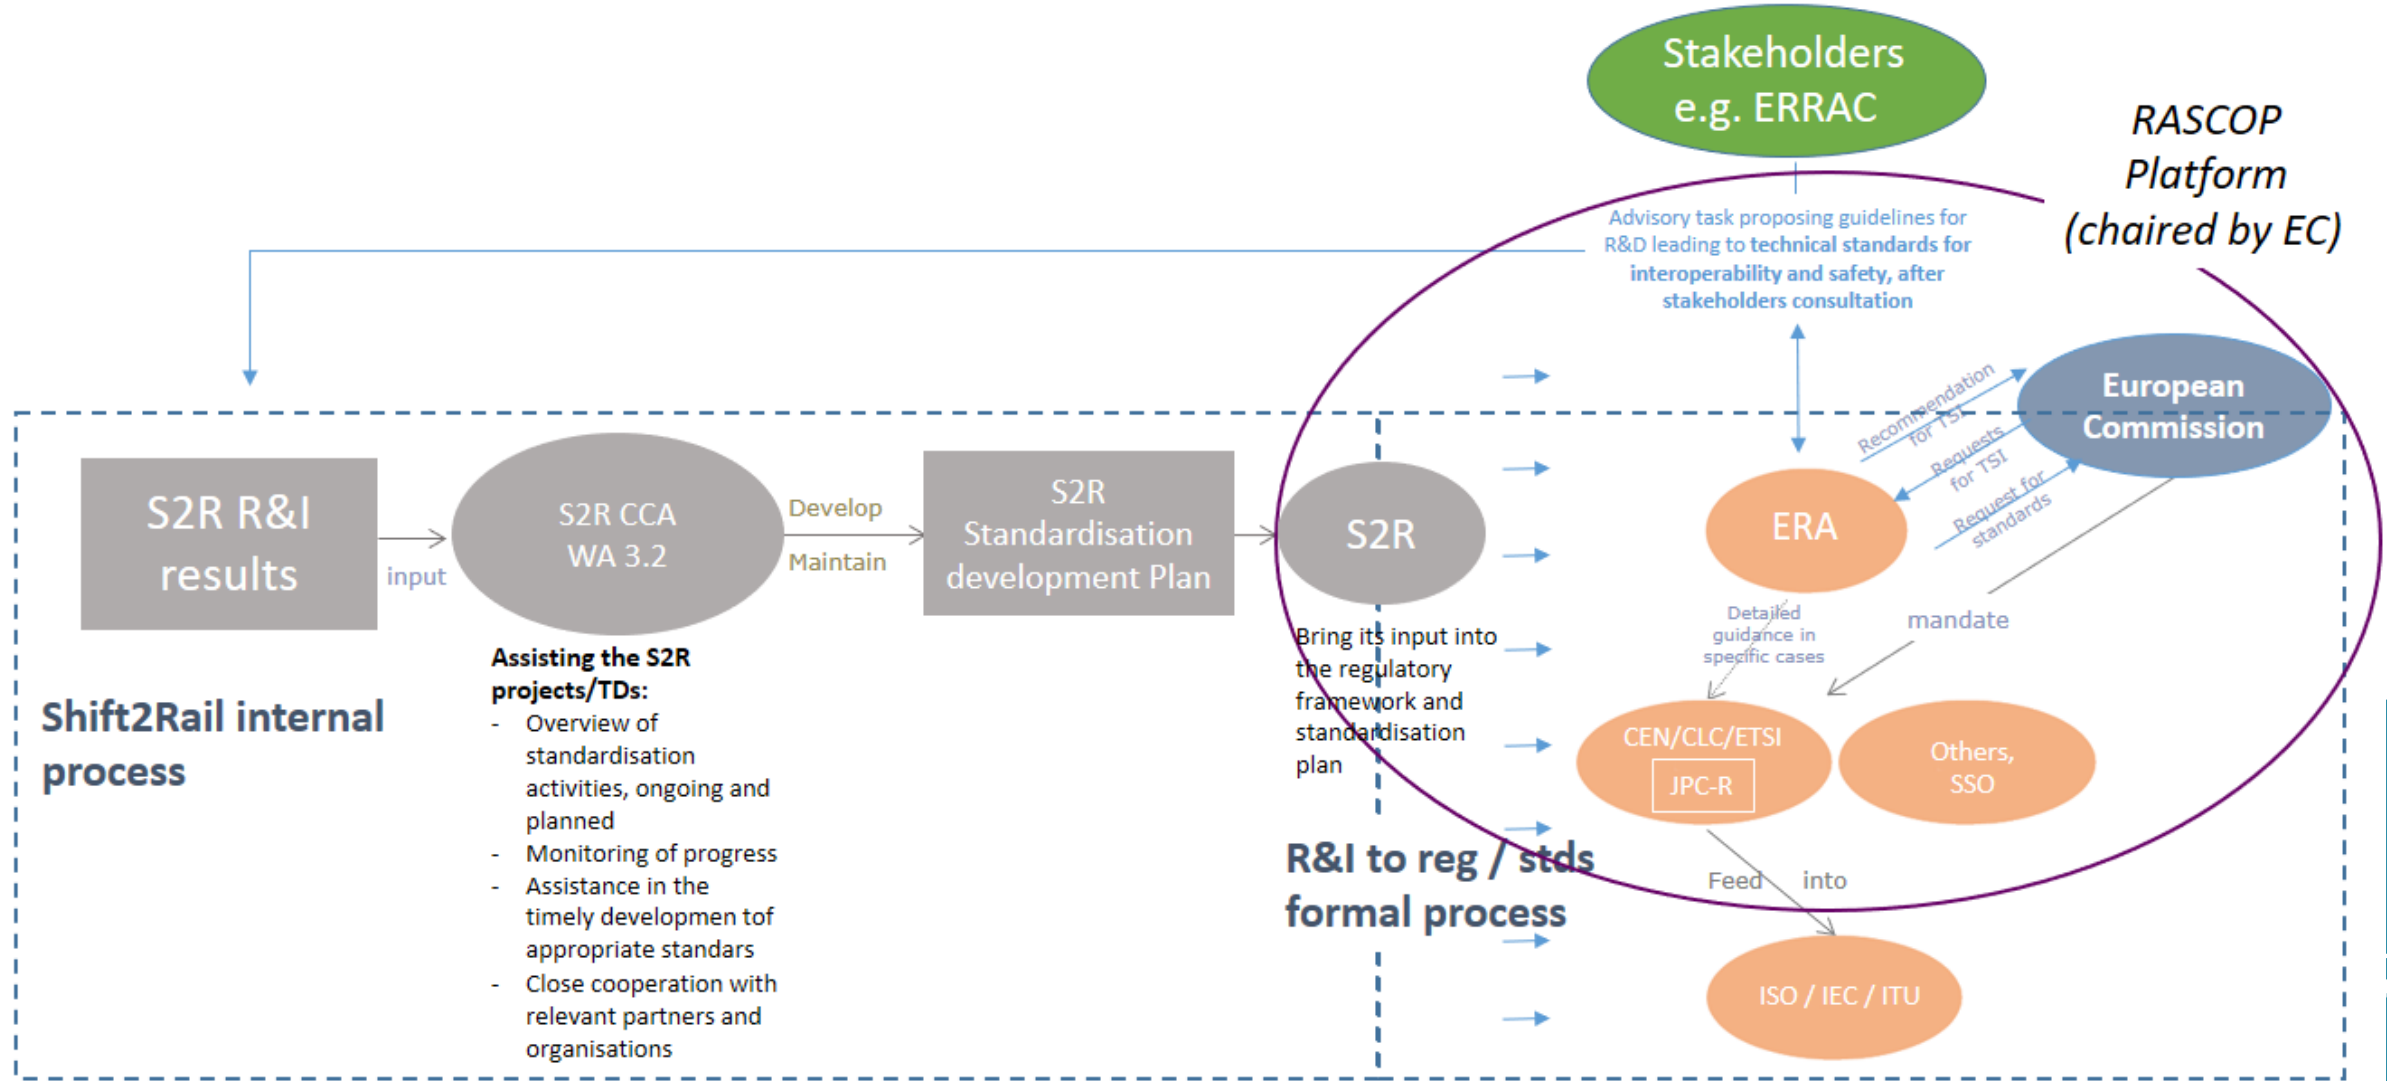 Stakeholders
e.g. ERRAC
RASCOP
Platform
(chaired by EC)
Advisory task proposing guidelines for
R&D leading to technical standards for
interoperability and safety, after
stakeholders consultation
European
Commission
Recommendation
for TSI
Requests
for TSI
Request for
standards
S2R R&I
results
input
S2R CCA
WA 3.2
Develop
Maintain
S2R
Standardisation
development Plan
S2R
ERA
Assisting the S2R
projects/TDs:
- Overview of
standardisation
activities, ongoing and
planned
- Monitoring of progress
- Assistance in the
timely developmen tof
appropriate standars
- Close cooperation with
relevant partners and
organisations
Shift2Rail internal
process
Bring its input into
the regulatory
framework and
standardisation
plan
Detailed
guidance in
specific cases
mandate
CEN/CLC/ETSI
JPC-R
Others,
SSO
R&I to reg / stds
formal process
Feed into
ISO / IEC / ITU